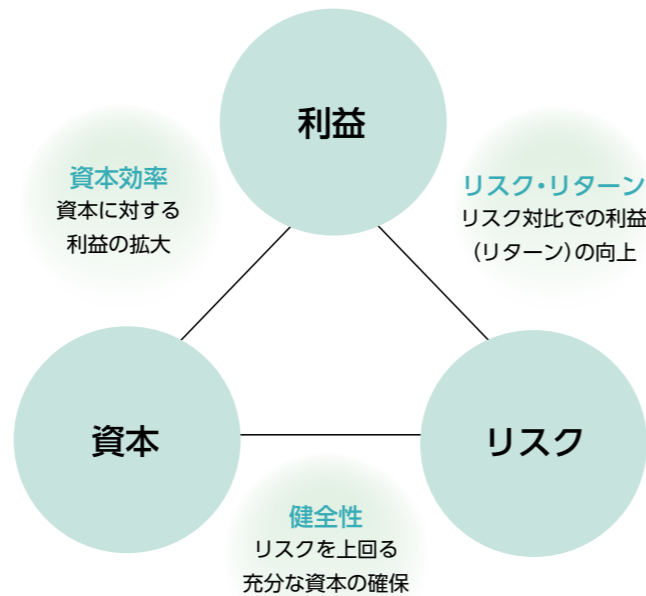 利益
資本効率
資本に対する
利益の拡大
リスク・リターン
リスク対比での利益
(リターン)の向上
資本
リスク
健全性
リスクを上回る
充分な資本の確保